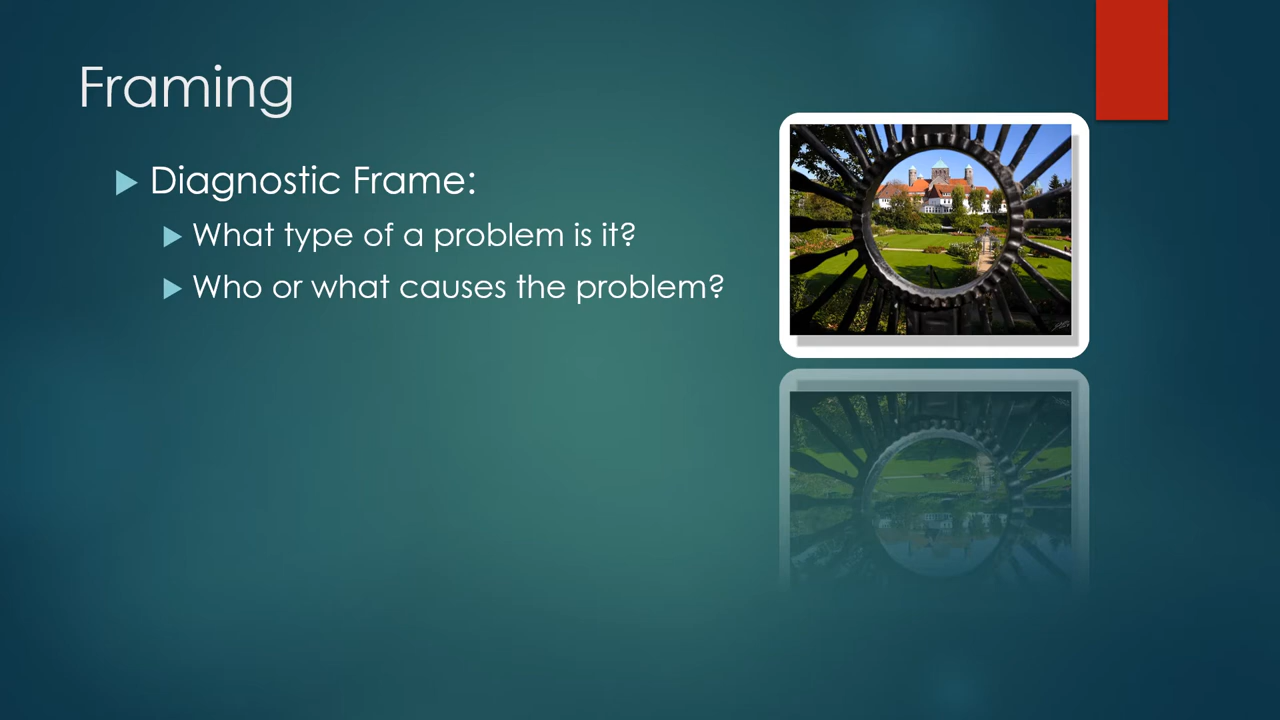 Framing
Diagnostic Frame:
What type of a problem is it?
Who or what causes the problem?